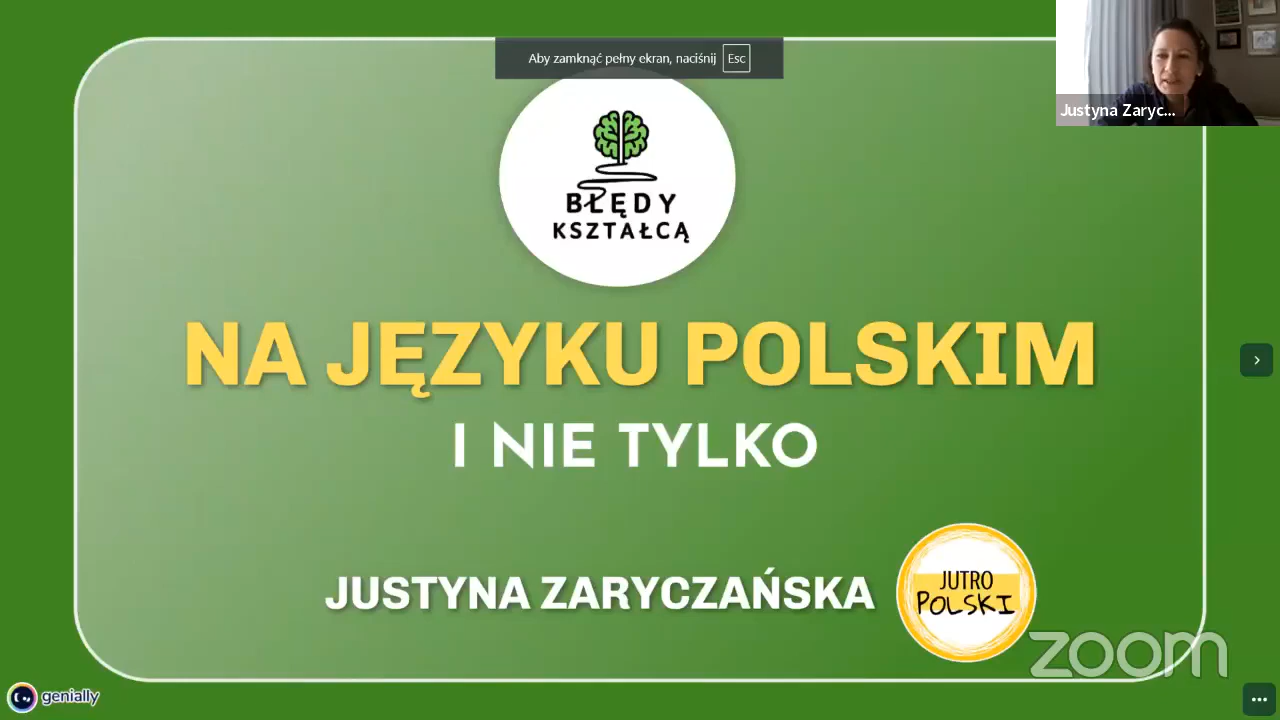 Aby zamknąć pełny ekran, naciśnij Esc
Justyna Zaryc...
BŁĘDY
KSZTAŁCĄ
NA JĘZYKU POLSKIM
I NIE TYLKO
JUSTYNA ZARYCZAŃSKA
JUTRO
POLSKI
zoom
genially